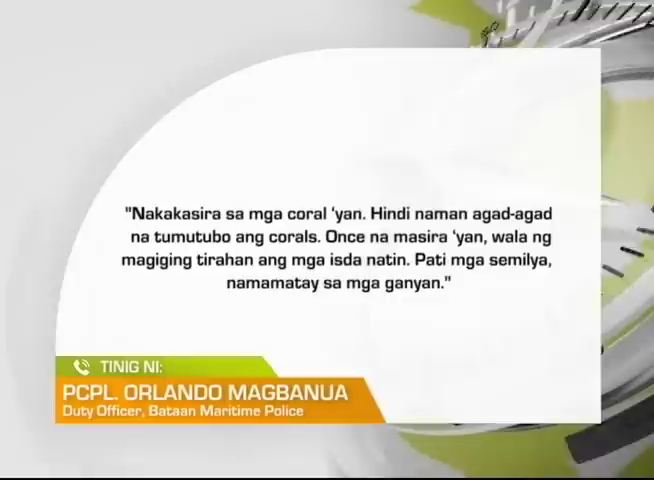 "Nakakasira sa mga coral ‘yan. Hindi naman agad-agad
na tumutubo ang corals. Once na masira ‘yan, wala ng
magiging tirahan ang mga isda natin. Pati mga semilya,
namamatay sa mga ganyan."
TINIG NI:
PCPL. ORLANDO MAGBANUA
Duty Officer, Bataan Maritime Police